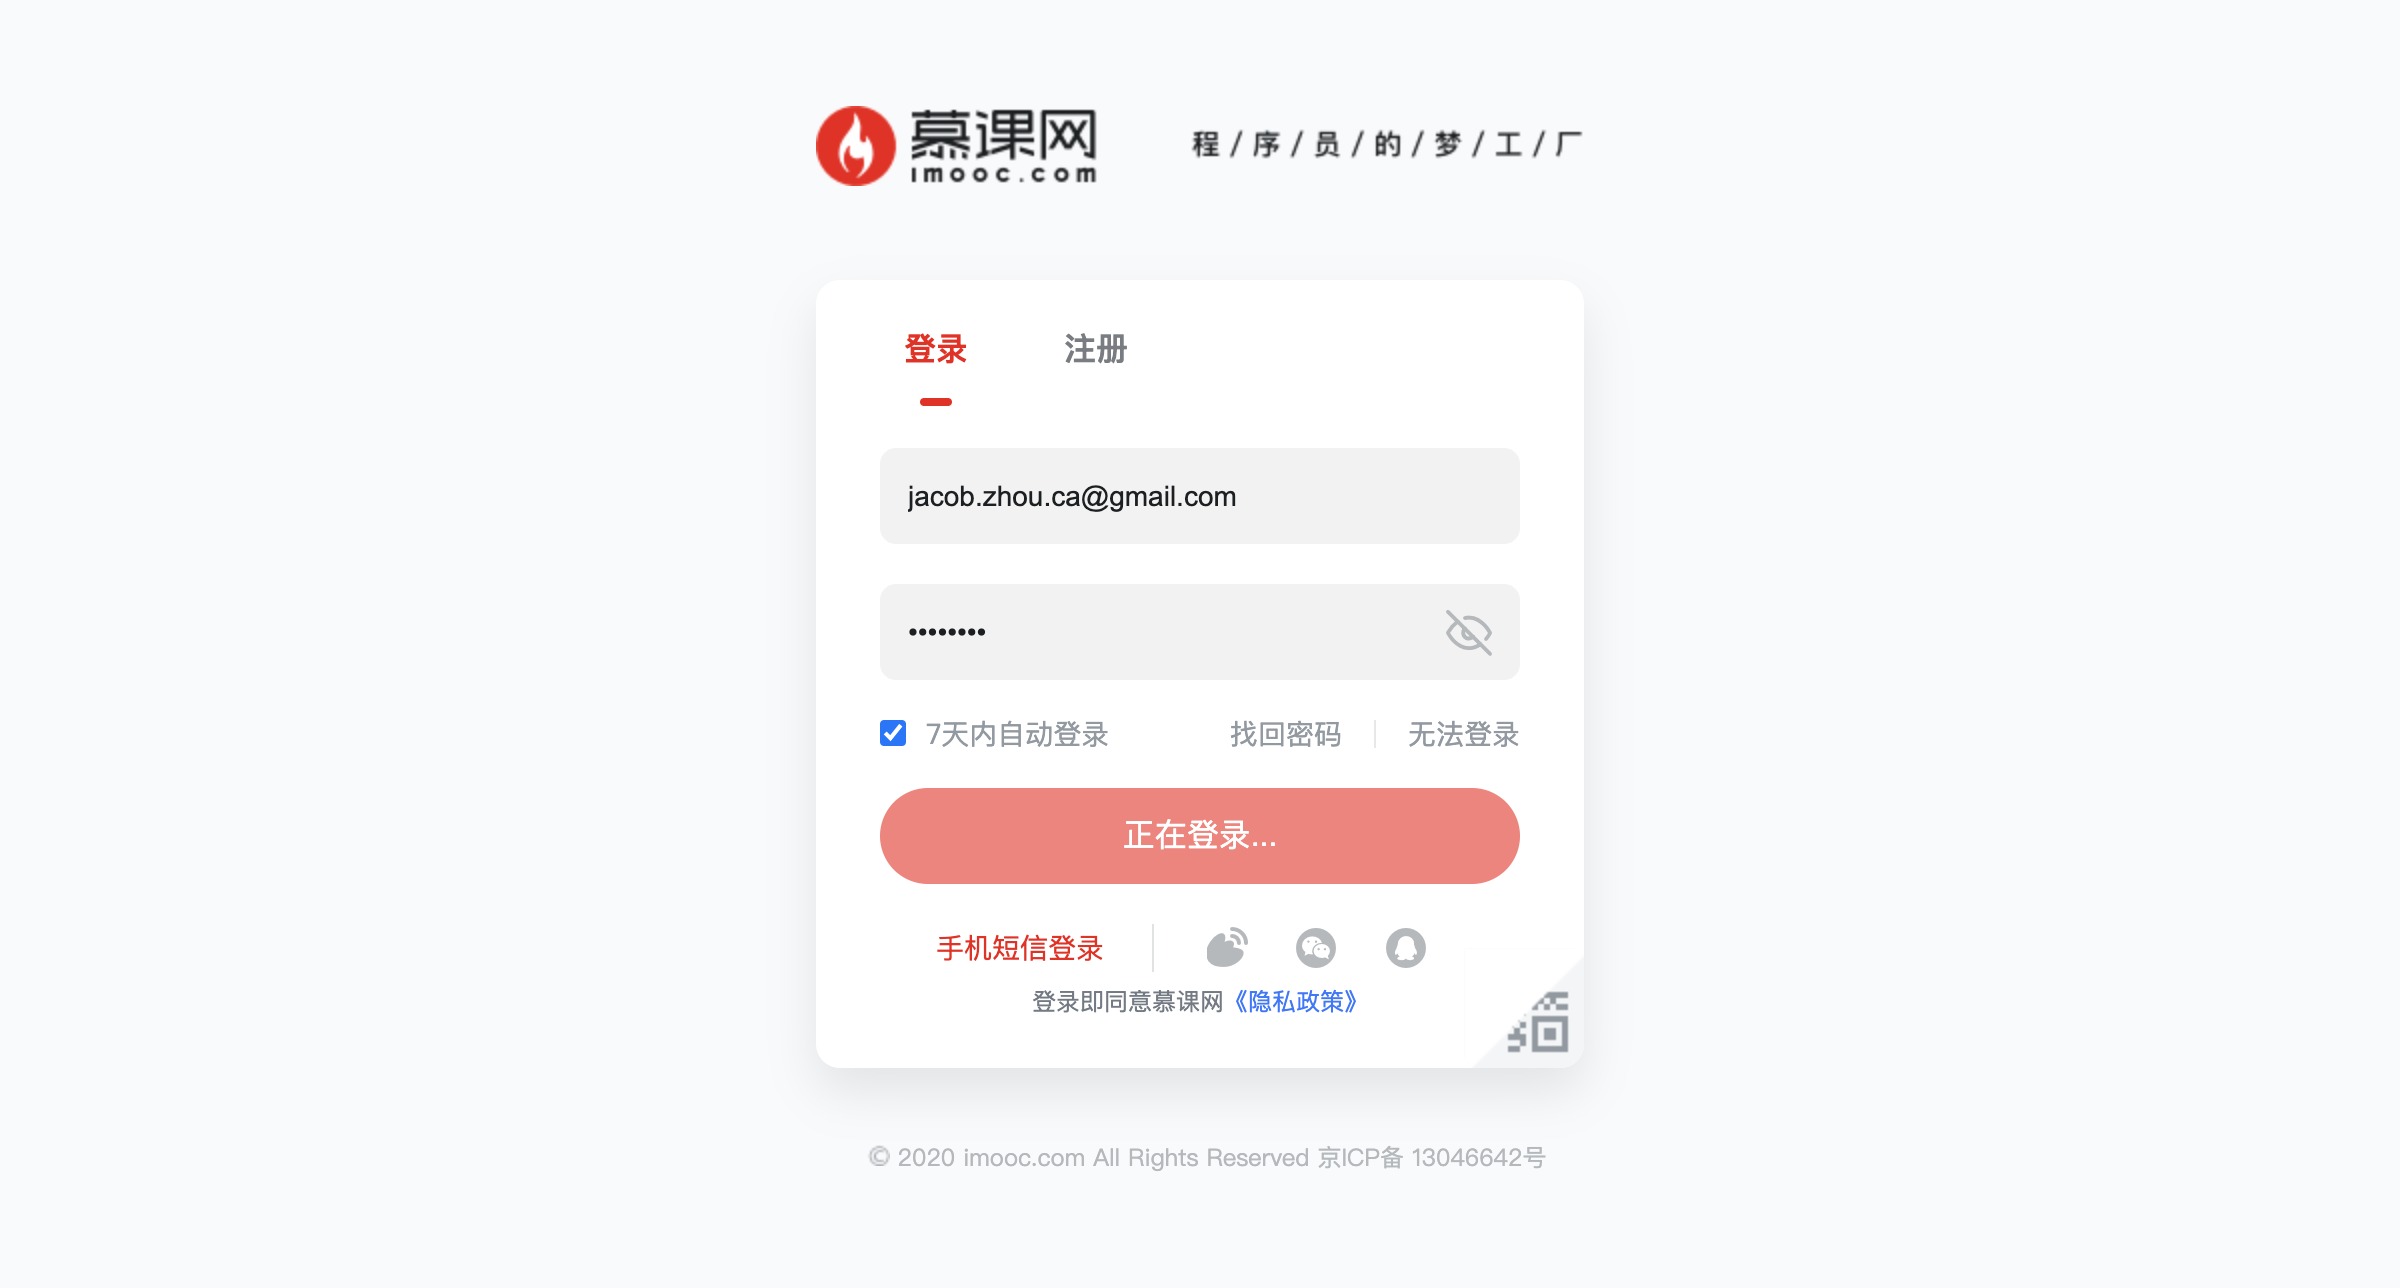 慕课网
imooc.com
程/序/员/的/梦/工/厂
登录
注册
jacob.zhou.ca@gmail.com
••••••••
7天内自动登录
找回密码
无法登录
正在登录...
手机短信登录
登录即同意慕课网《隐私政策》
© 2020 imooc.com All Rights Reserved 京ICP备 13046642号